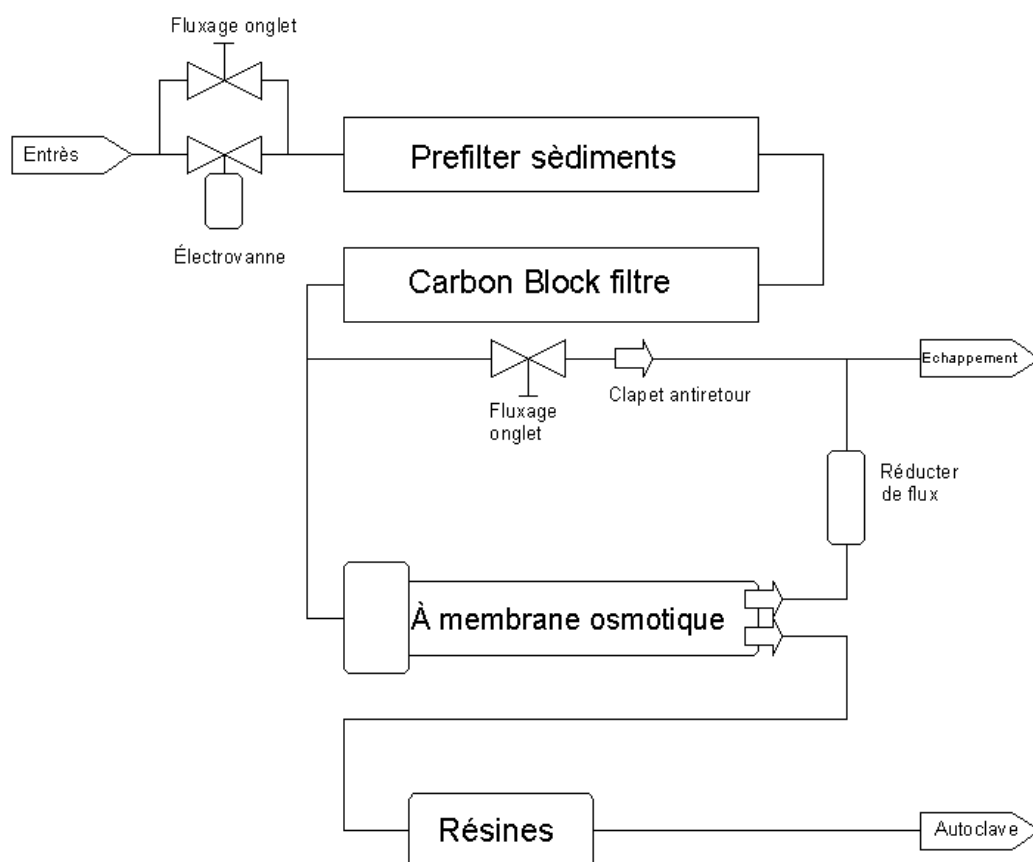 Fluxage onglet
Entrès
Prefilter sèdiments
Électrovanne
Carbon Block filtre
Echappement
Clapet antiretour
Fluxage
onglet
Réducter
de flux
À membrane osmotique
Résines
Autoclave